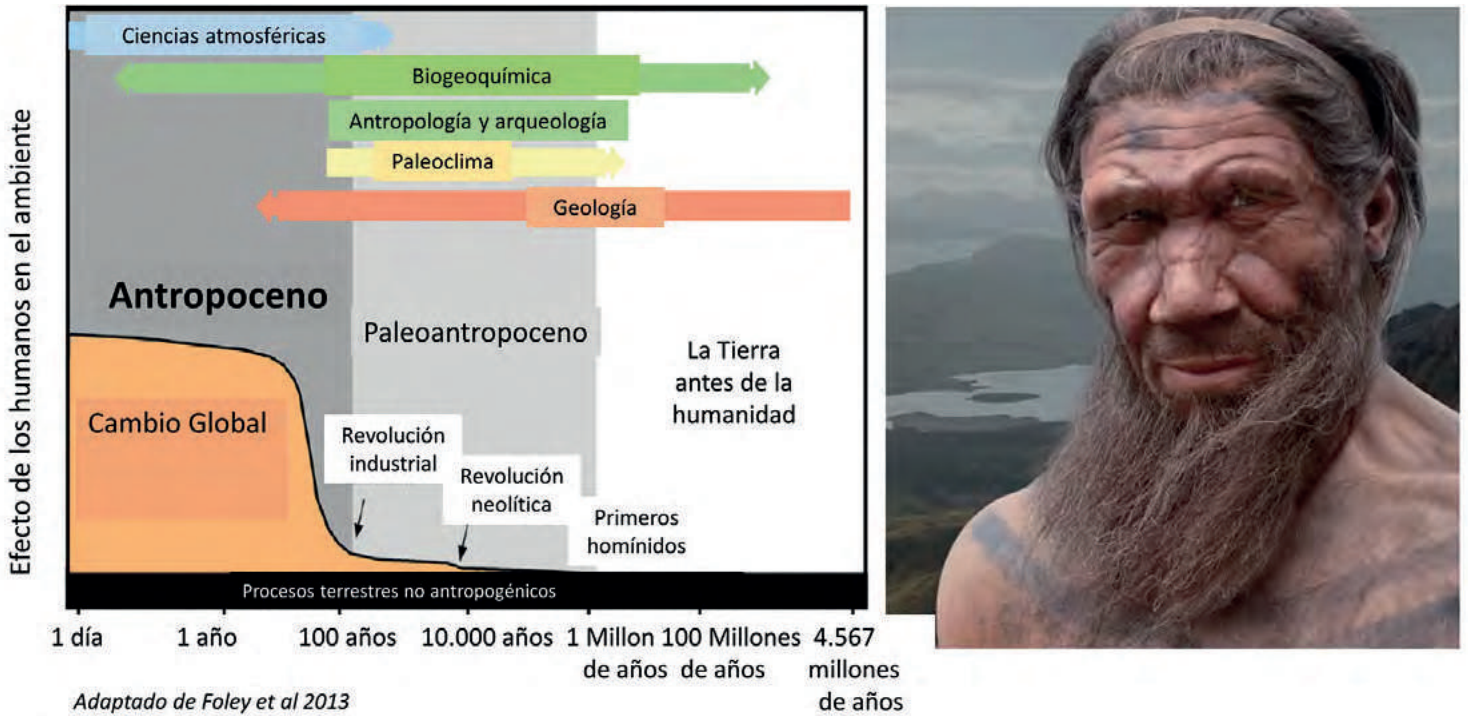 Efecto de los humanos en el ambiente
Ciencias atmosféricas
Biogeoquímica
Antropología y arqueología
Paleoclima
Geología
Antropoceno
Paleoantropoceno
La Tierra
antes de la
humanidad
Cambio Global
Revolución
industrial
Revolución
neolítica
Primeros
homínidos
Procesos terrestres no antropogénicos
1 día
1 año
100 años
10.000 años
1 Millon
de años
100 Millones
de años
4.567
millones
de años
Adaptado de Foley et al 2013